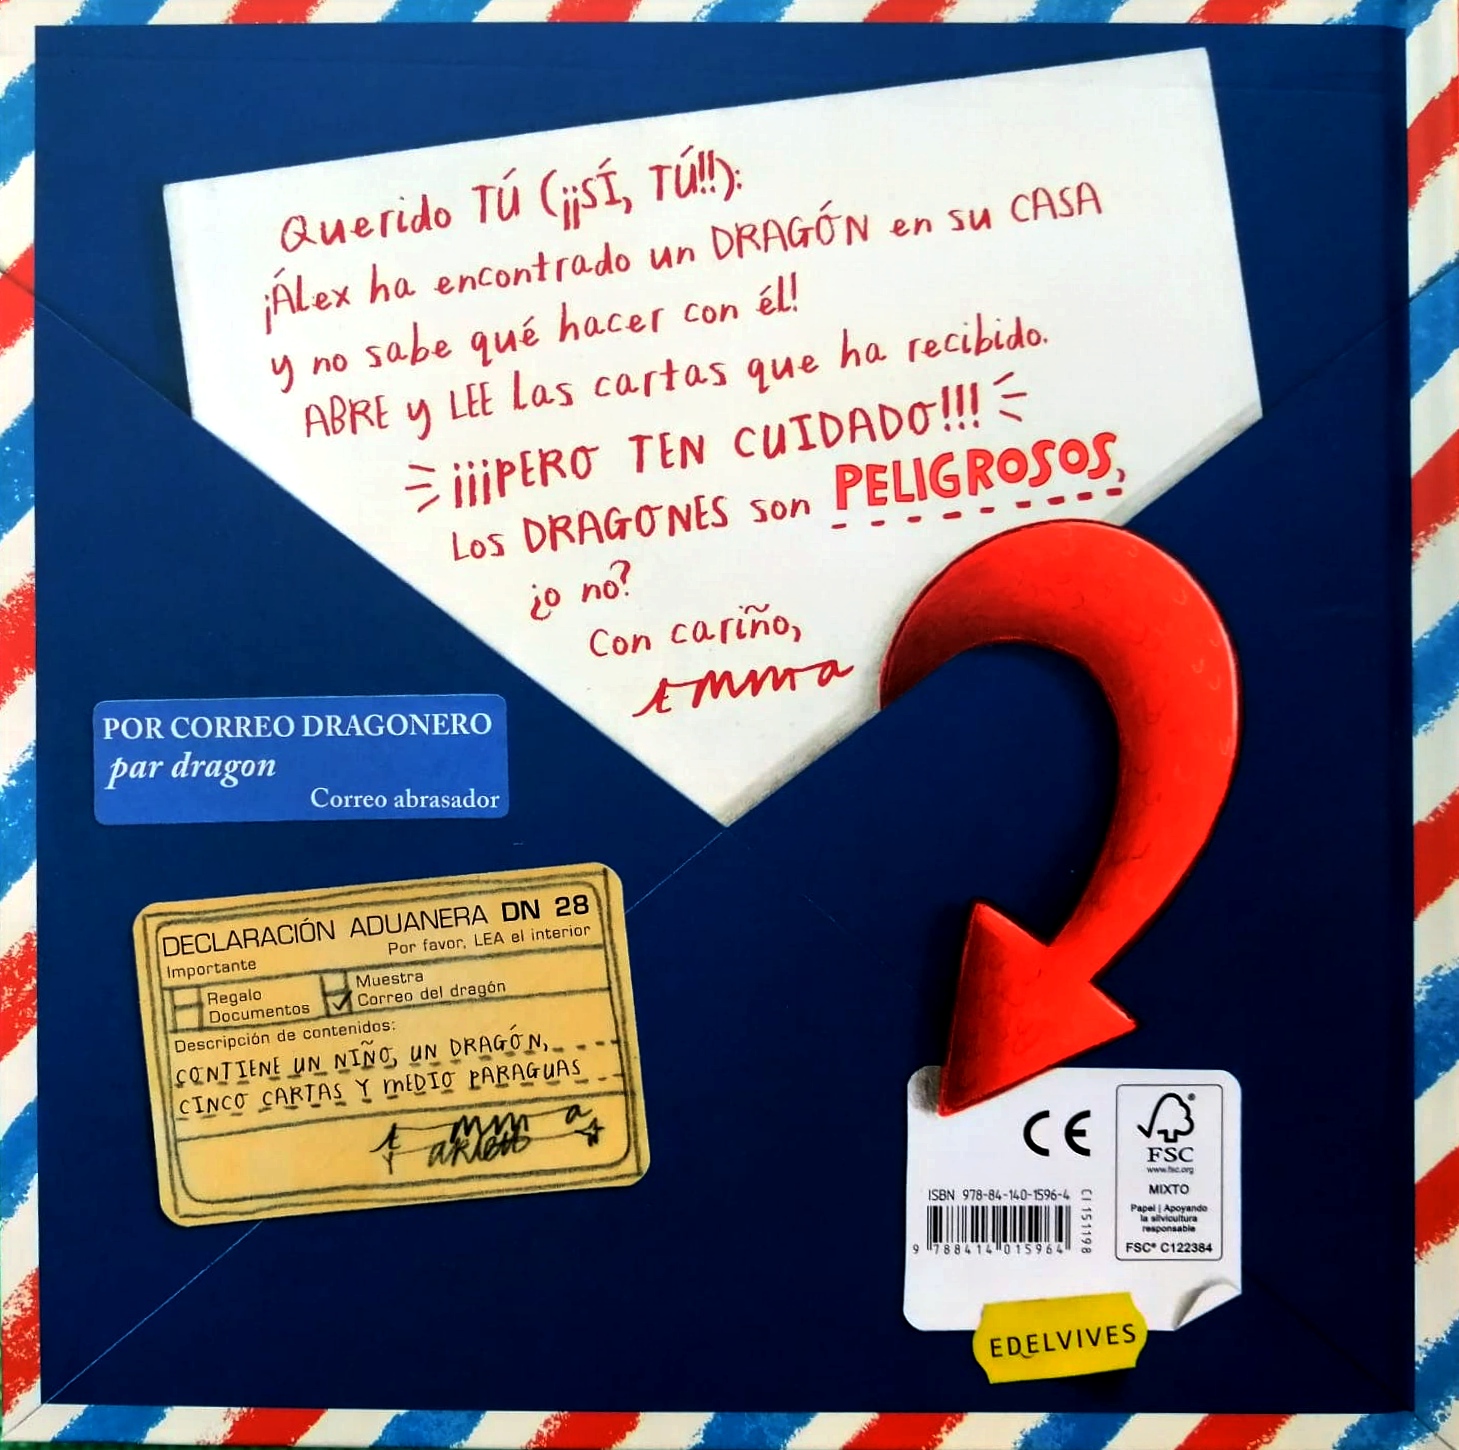 Querido TÚ (¡¡SÍ, TÚ!!):
¡Álex ha encontrado un DRAGÓN en su CASA
y no sabe qué hacer con él!
ABRE y LEE las cartas que ha recibido.
¡¡¡PERO TEN CUIDADO!!!
Los DRAGONES son PELIGROSOS,
¿o no?
Con cariño,
Emma
POR CORREO DRAGONERO
par dragon
Correo abrasador
DECLARACIÓN ADUANERA DN 28
Importante
Por favor, LEA el interior
Regalo
Muestra
Documentos
Correo del dragón
Descripción de contenidos:
CONTIENE UN NIÑO, UN DRAGÓN,
CINCO CARTAS Y MEDIO PARAGUAS
Emma
CE
FSC®
www.fsc.org
MIXTO
Papel | Apoyando
la silvicultura
responsable
FSC® C122384
ISBN 978-84-140-1596-4
CI 151198
9 788414 015964
EDELVIVES